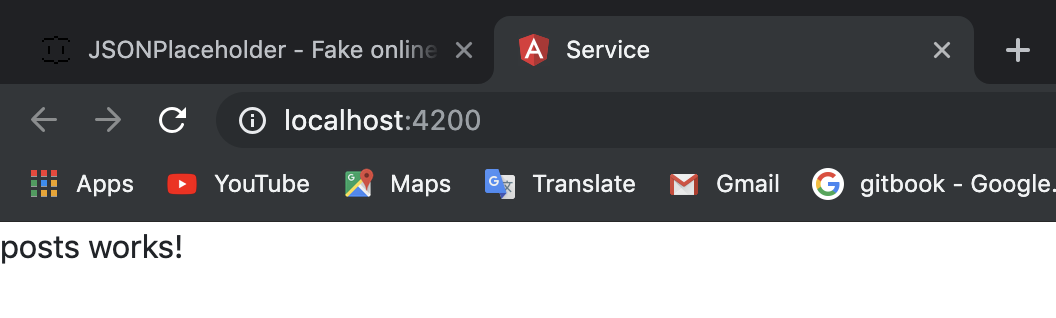 JSONPlaceholder - Fake online
Service
localhost:4200
Apps YouTube Maps Translate Gmail gitbook - Google.
posts works!